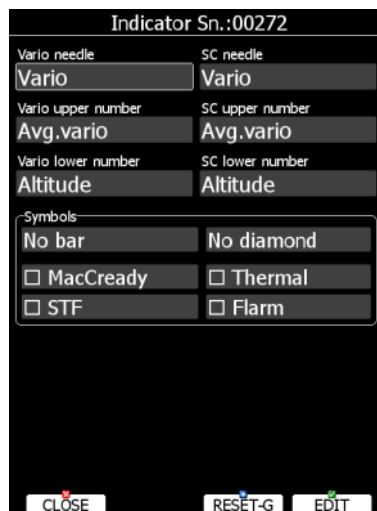 Indicator Sn.:00272
Vario needle SC needle
Vario Vario
Vario upper number SC upper number
Avg.vario Avg.vario
Vario lower number SC lower number
Altitude Altitude
Symbols
No bar No diamond
MacCready Thermal
STF Flarm
CLOSE RESET-G EDIT